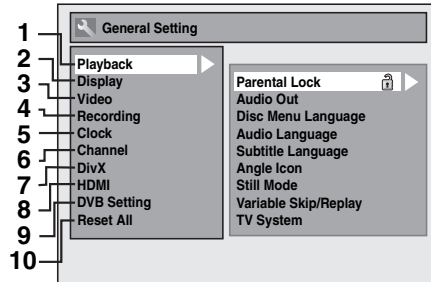 General Setting
1 Playback
2 Display
3 Video
4 Recording
5 Clock
6 Channel
7 DivX
8 HDMI
9 DVB Setting
10 Reset All
Parental Lock
Audio Out
Disc Menu Language
Audio Language
Subtitle Language
Angle Icon
Still Mode
Variable Skip/Replay
TV System